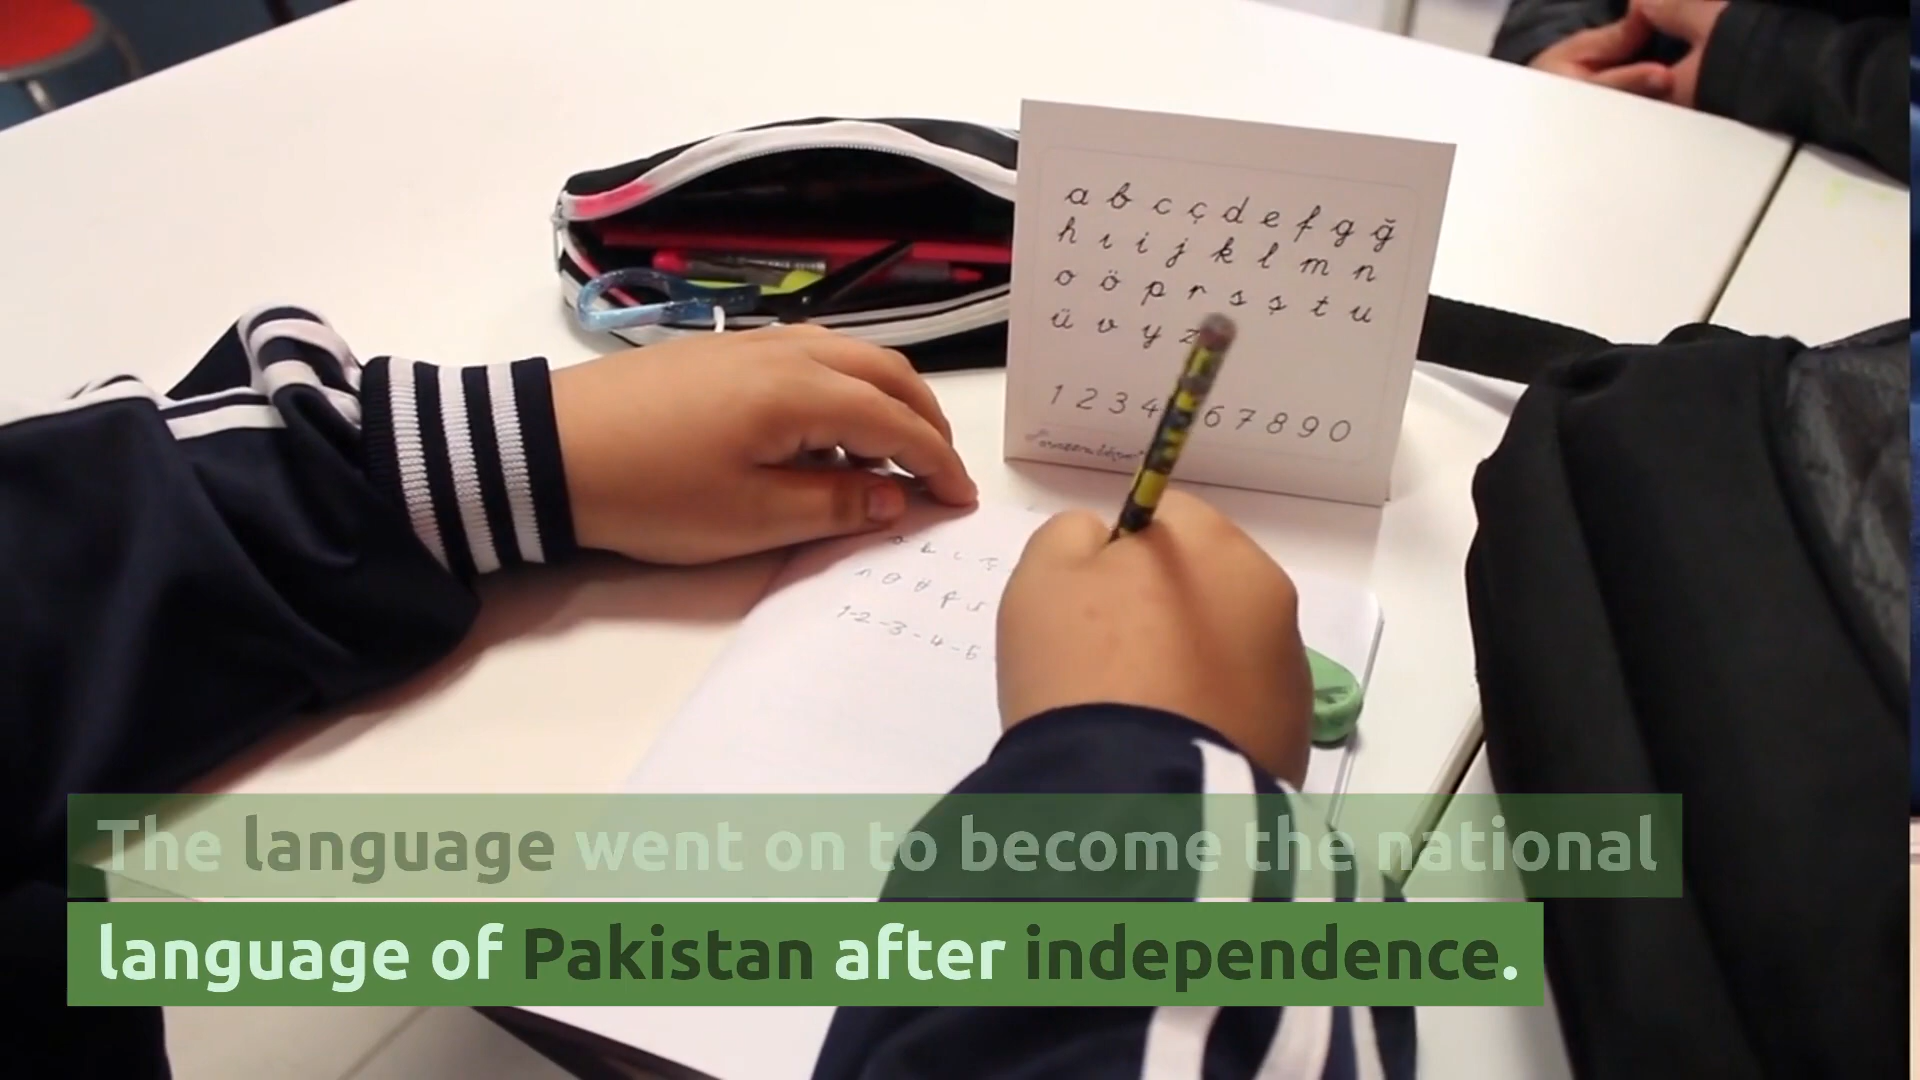 a b c ç d e f g ğ
h ı i j k l m n
o ö p r s ş t u
ü v y z
1 2 3 4 6 7 8 9 0
1-2-3-4-5
The language went on to become the national
language of Pakistan after independence.